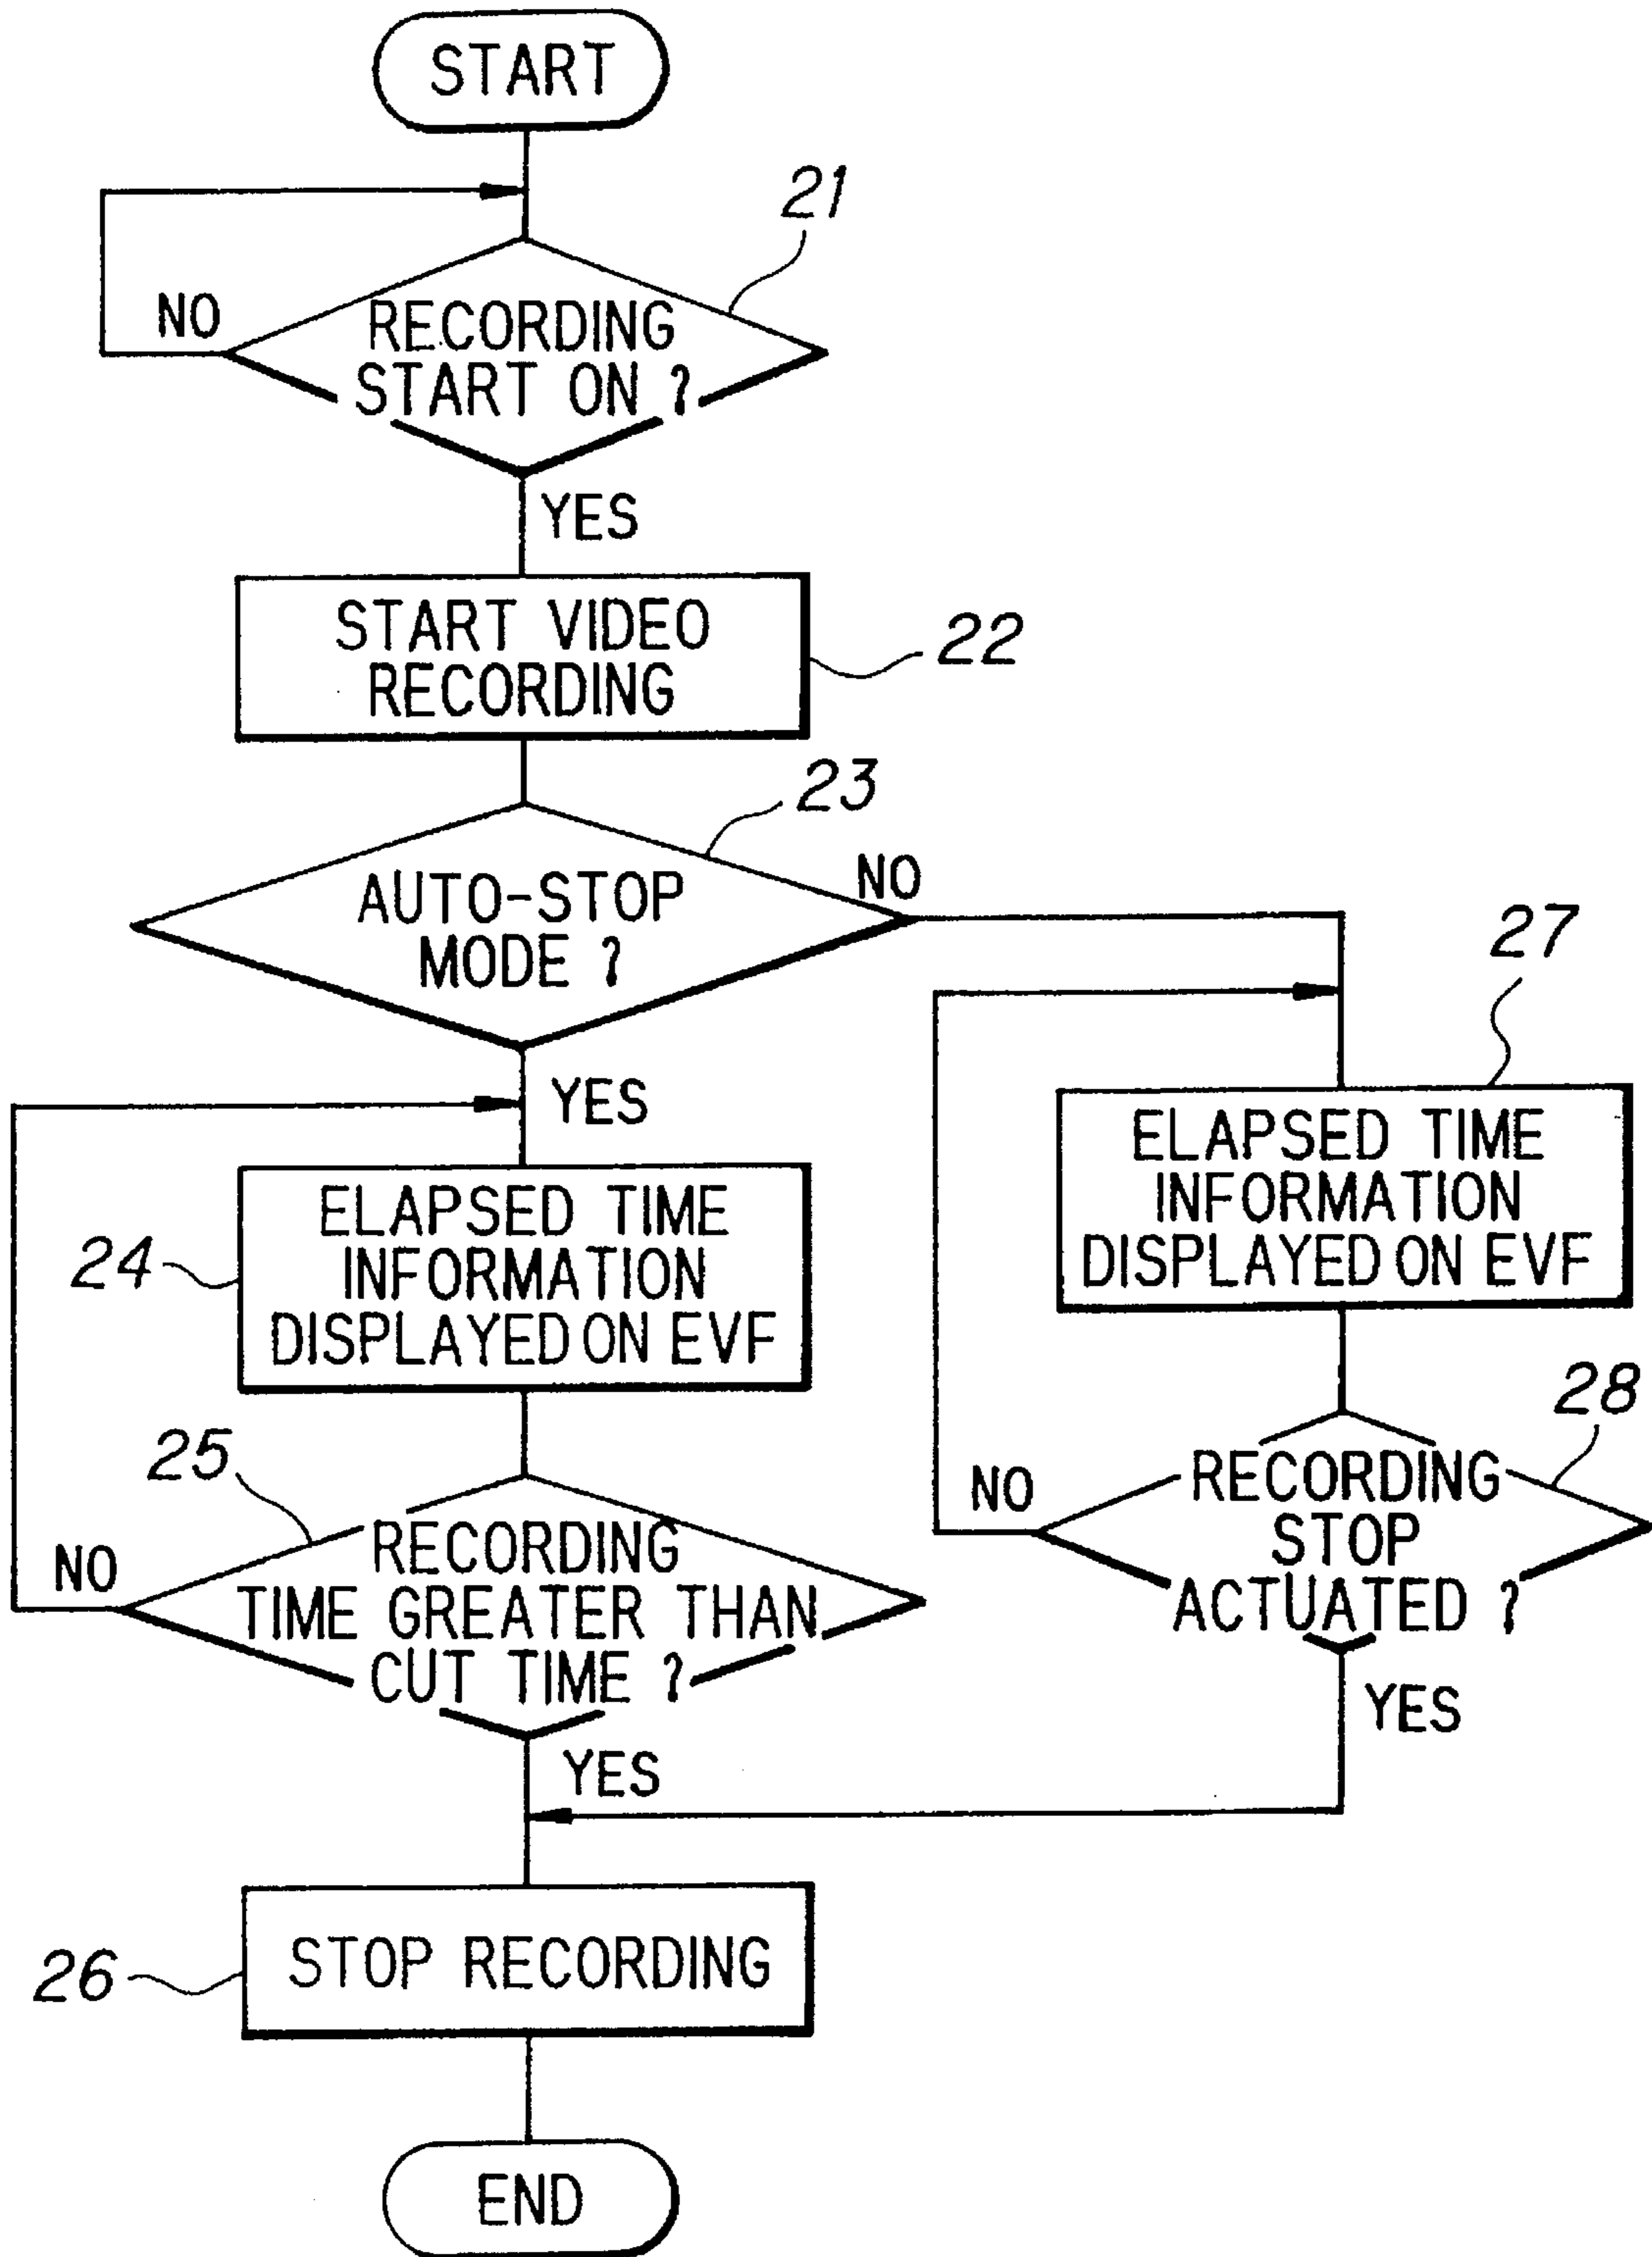 START
21
NO
RECORDING
START ON ?
YES
START VIDEO
RECORDING
22
23
AUTO-STOP
MODE ?
NO
27
YES
ELAPSED TIME
INFORMATION
DISPLAYED ON EVF
24
ELAPSED TIME
INFORMATION
DISPLAYED ON EVF
28
25
NO
RECORDING
STOP
ACTUATED ?
NO
RECORDING
TIME GREATER THAN
CUT TIME ?
YES
YES
26
STOP RECORDING
END